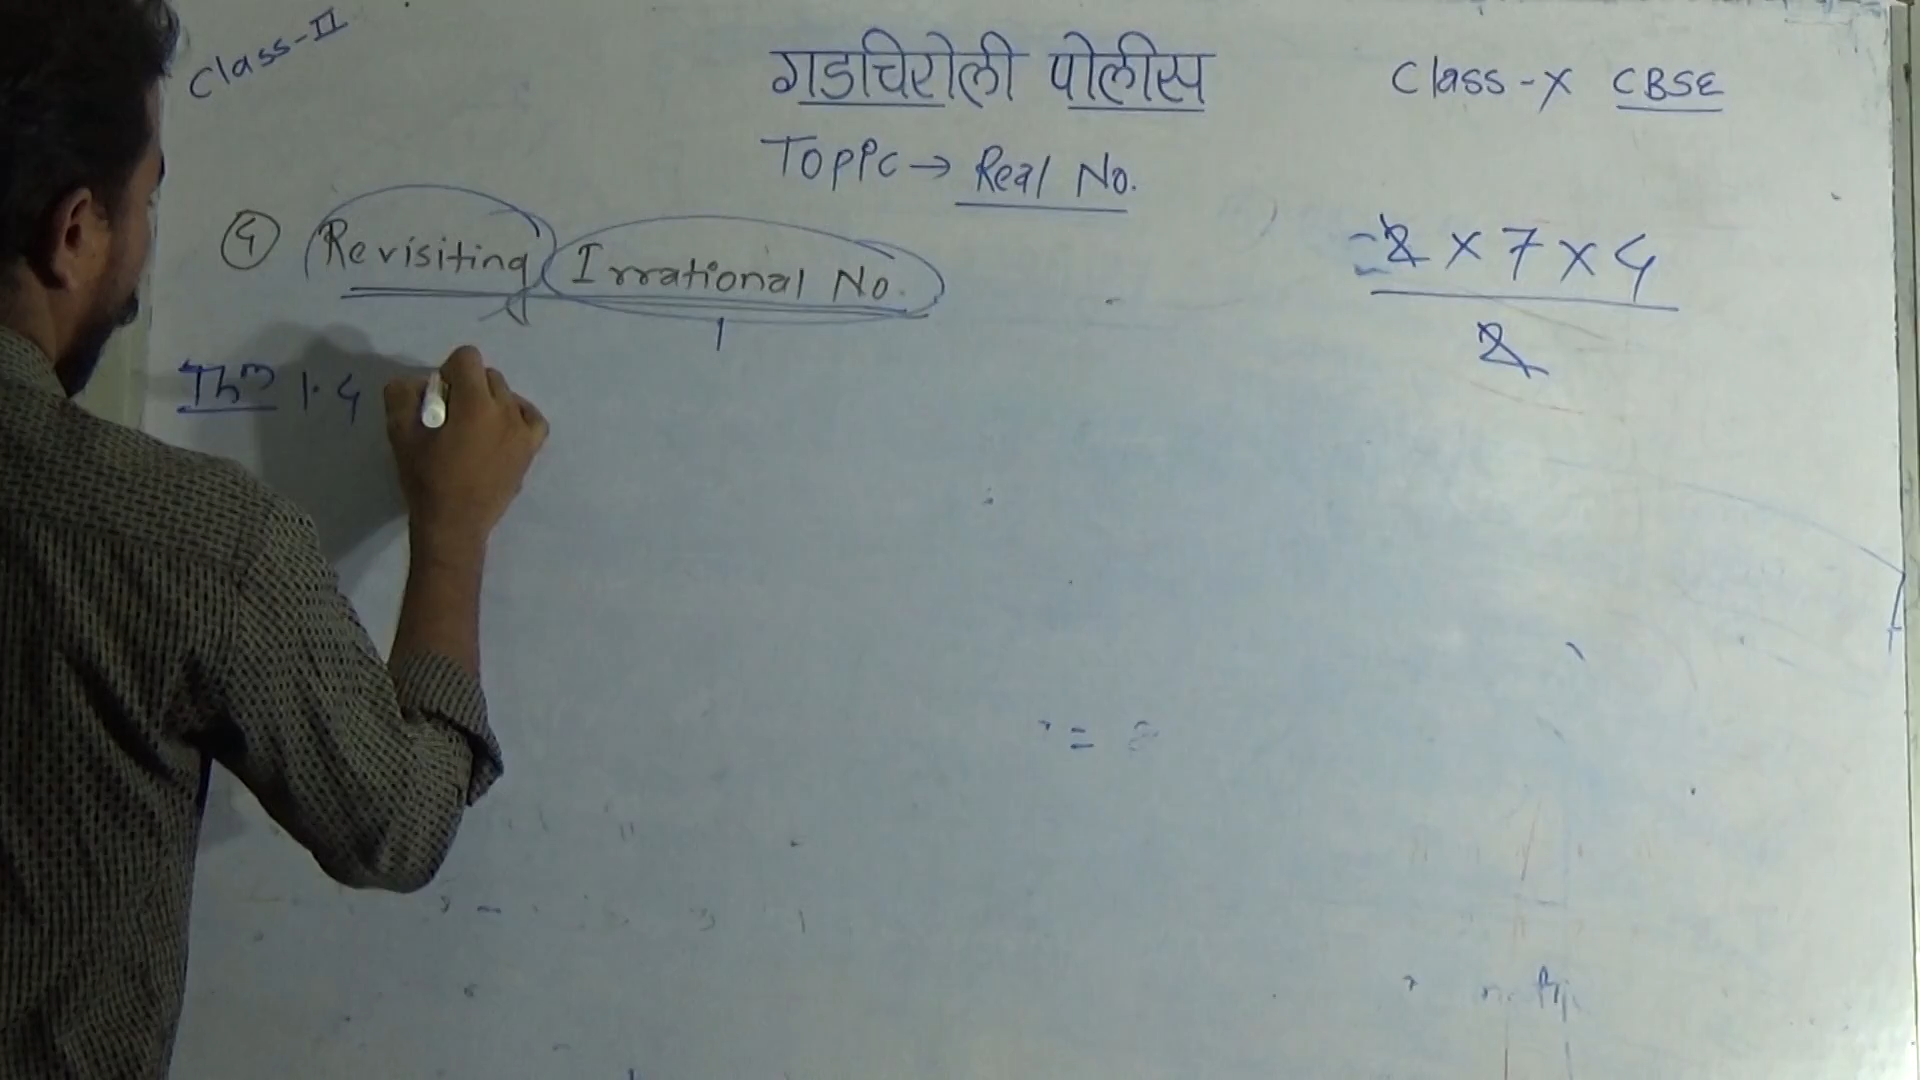 Class-II
गडचिरोली पोलीस
Class-X CBSE
Topic → Real No.
④ Revisiting Irrational No.
Thm 1.4
= 2 × 7 × 4
2